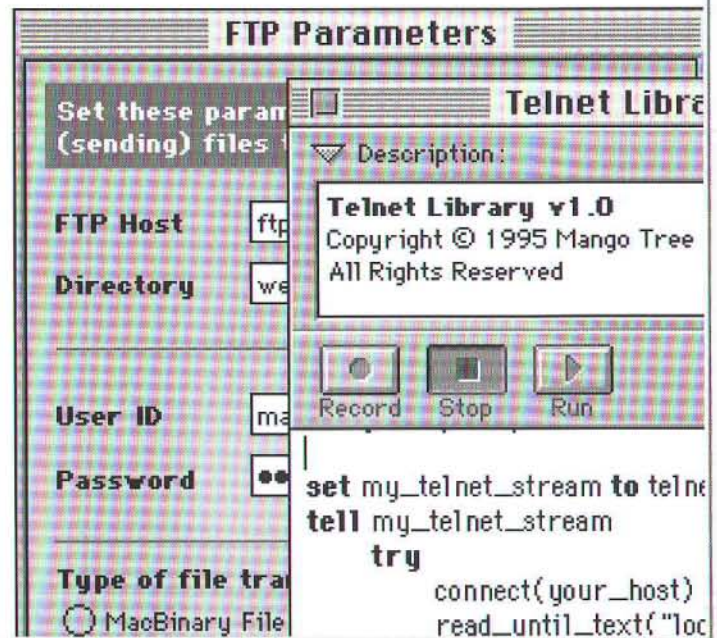 FTP Parameters
Set these param
(sending) files t
FTP Host
ftp
Directory
we
User ID
ma
Password
Type of file tra
MacBinary File
Telnet Libra
Description:
Telnet Library v1.0
Copyright © 1995 Mango Tree
All Rights Reserved
Record Stop Run
set my_telnet_stream to telne
tell my_telnet_stream
try
connect(your_host)
read_until_text("loc